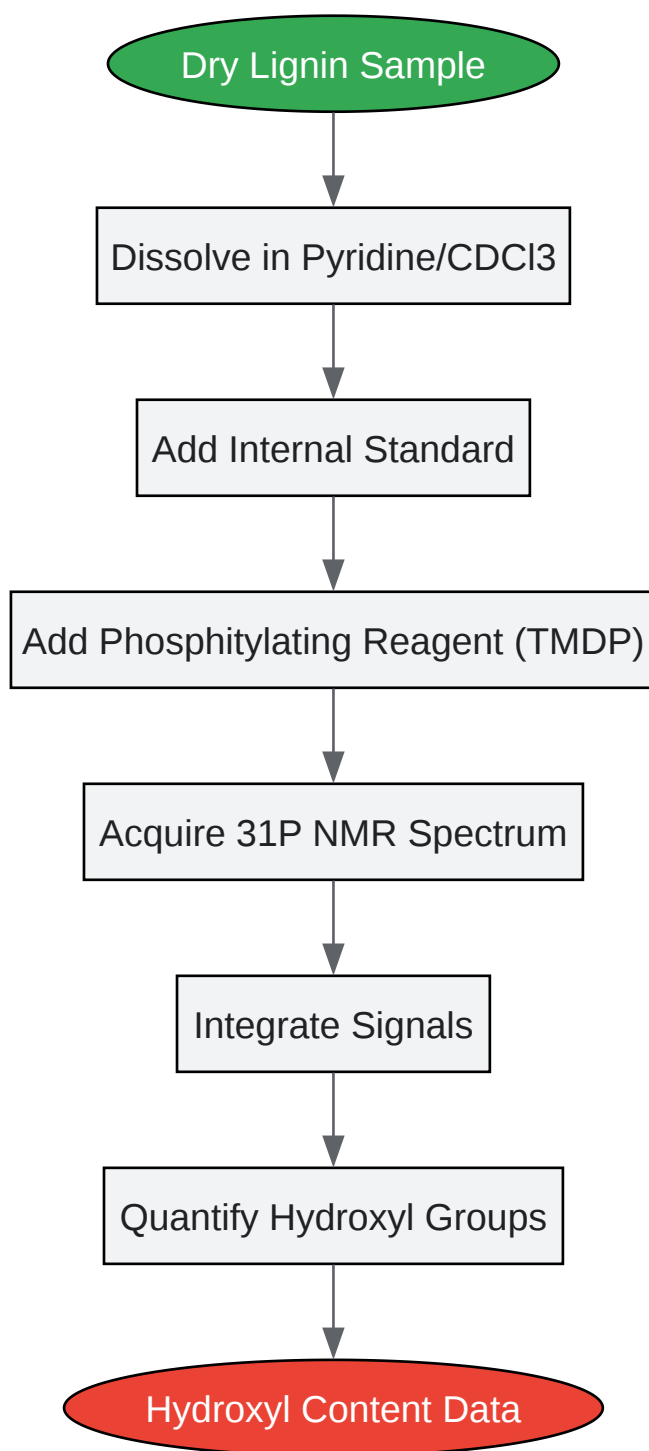 Dry Lignin Sample
Dissolve in Pyridine/CDCl3
Add Internal Standard
Add Phosphitylating Reagent (TMDP)
Acquire 31P NMR Spectrum
Integrate Signals
Quantify Hydroxyl Groups
Hydroxyl Content Data